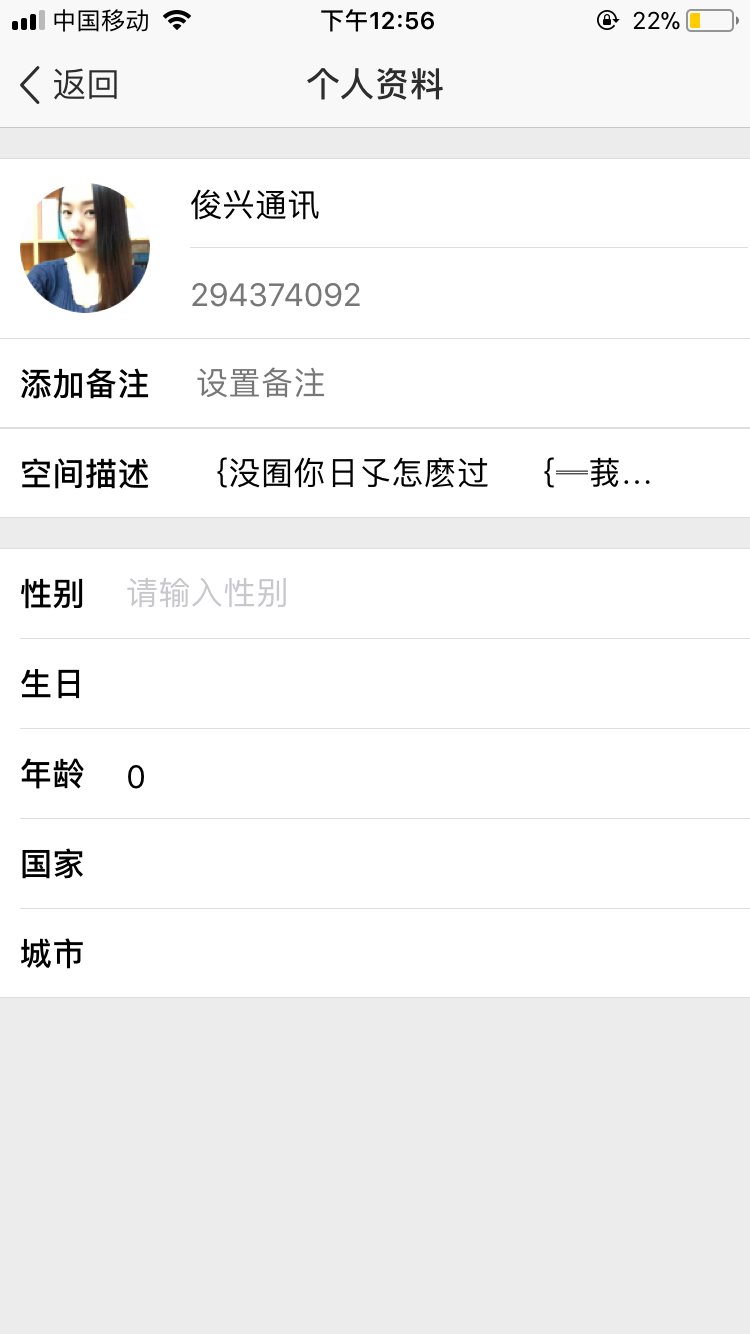 中国移动 下午12:56 22%
返回 个人资料
俊兴通讯
294374092
添加备注 设置备注
空间描述 {没囿你日孓怎麽过 {══莪...
性别 请输入性别
生日
年龄 0
国家
城市